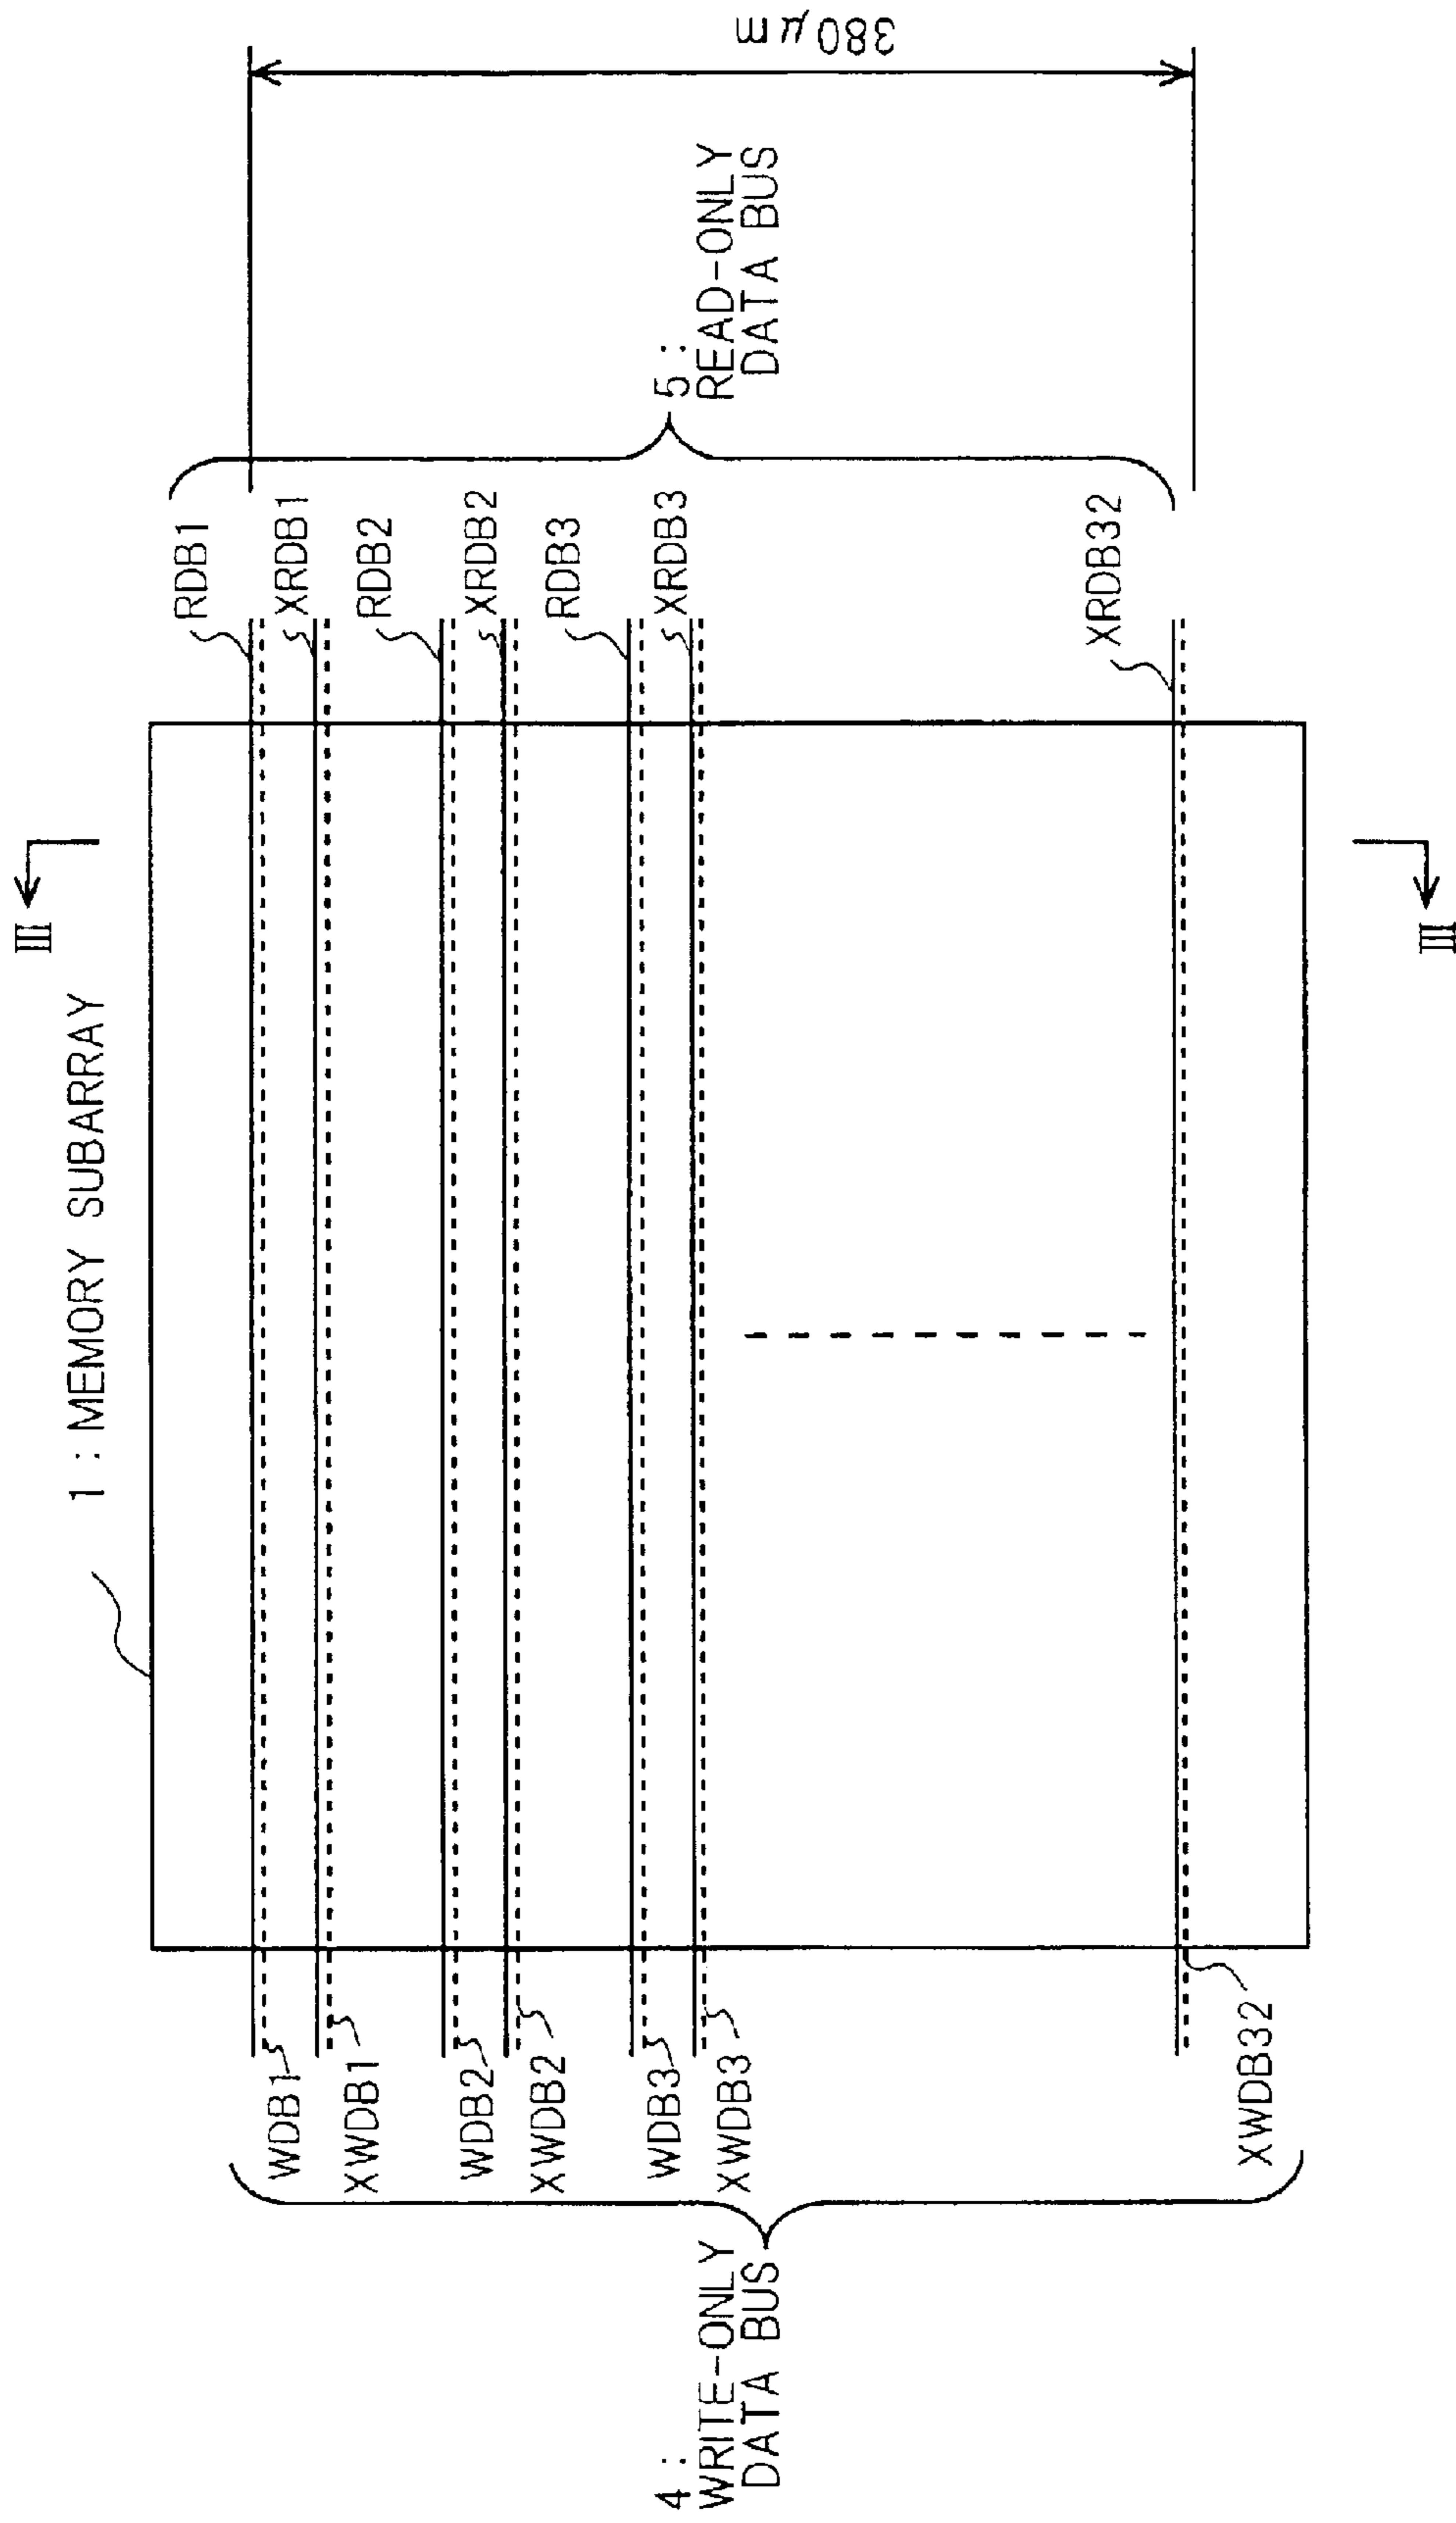 III
III
1 : MEMORY SUBARRAY
4 :
WRITE-ONLY
DATA BUS
WDB1
XWDB1
WDB2
XWDB2
WDB3
XWDB3
XWDB32
RDB1
XRDB1
RDB2
XRDB2
RDB3
XRDB3
XRDB32
5 :
READ-ONLY
DATA BUS
380μm